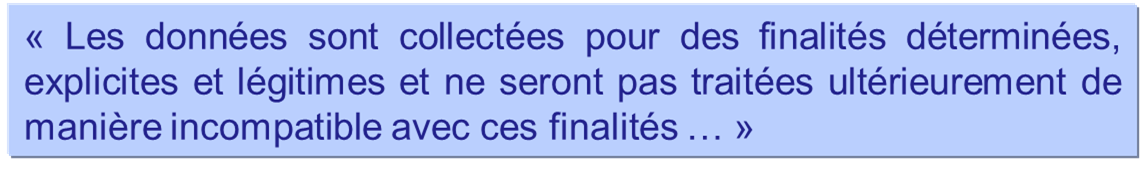 « Les données sont collectées pour des finalités déterminées,
explicites et légitimes et ne seront pas traitées ultérieurement de
manière incompatible avec ces finalités … »